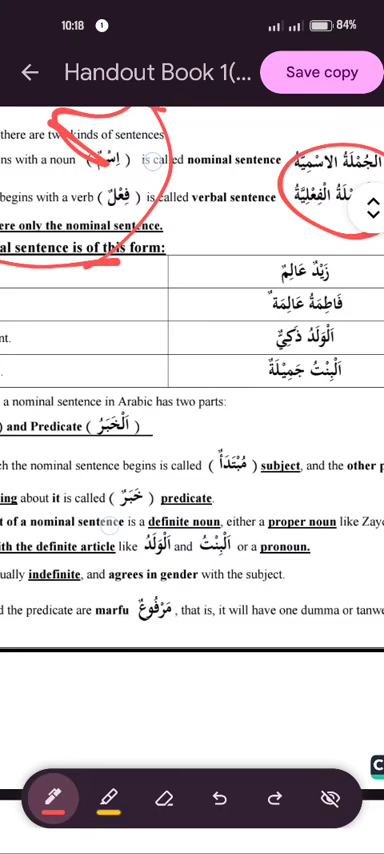 10:18 1 84%
Handout Book 1(... Save copy
there are two kinds of sentences
ns with a noun ( اِسْمٌ ) is called nominal sentence الجُمْلَةُ الاسْمِيَّةُ
begins with a verb ( فِعْلٌ ) is called verbal sentence مْلَةُ الْفِعْلِيَّةُ
ere only the nominal sentence.
al sentence is of this form:
زَيْدٌ عَالِمٌ
فَاطِمَةُ عَالِمَةٌ
nt. اَلْوَلَدُ ذَكِيٌّ
. اَلْبِنْتُ جَمِيْلَةٌ
a nominal sentence in Arabic has two parts:
) and Predicate ( اَلْخَبَرُ )
ch the nominal sentence begins is called ( مُبْتَدَأٌ ) subject, and the other p
ing about it is called ( خَبَرٌ ) predicate.
t of a nominal sentence is a definite noun, either a proper noun like Zay
ith the definite article like اَلْوَلَدُ and اَلْبِنْتُ or a pronoun.
ually indefinite, and agrees in gender with the subject.
d the predicate are marfu مَرْفُوعٌ , that is, it will have one dumma or tanw
C